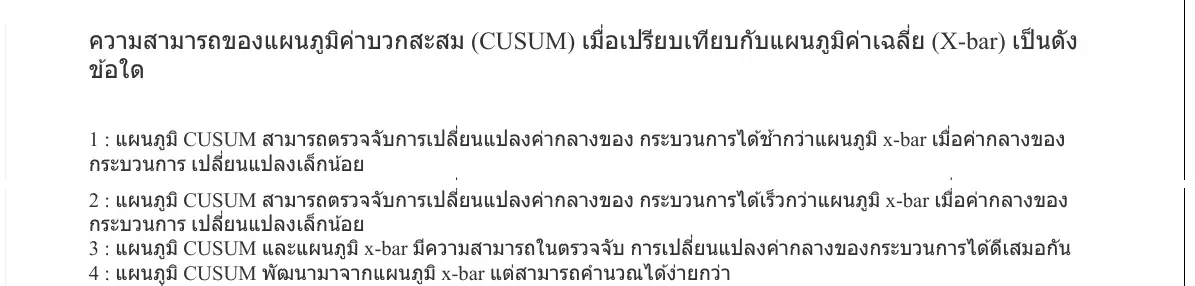 ความสามารถของแผนภูมิค่าบวกสะสม (CUSUM) เมื่อเปรียบเทียบกับแผนภูมิค่าเฉลี่ย (X-bar) เป็นดัง
ข้อใด
1 : แผนภูมิ CUSUM สามารถตรวจจับการเปลี่ยนแปลงค่ากลางของ กระบวนการได้ช้ากว่าแผนภูมิ x-bar เมื่อค่ากลางของ
กระบวนการ เปลี่ยนแปลงเล็กน้อย
2 : แผนภูมิ CUSUM สามารถตรวจจับการเปลี่ยนแปลงค่ากลางของ กระบวนการได้เร็วกว่าแผนภูมิ x-bar เมื่อค่ากลางของ
กระบวนการ เปลี่ยนแปลงเล็กน้อย
3 : แผนภูมิ CUSUM และแผนภูมิ x-bar มีความสามารถในตรวจจับ การเปลี่ยนแปลงค่ากลางของกระบวนการได้ดีเสมอกัน
4 : แผนภูมิ CUSUM พัฒนามาจากแผนภูมิ x-bar แต่สามารถคำนวณได้ง่ายกว่า